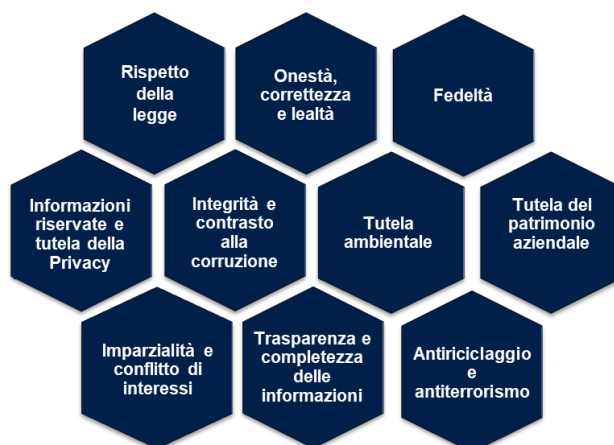 Rispetto
della
legge
Onestà,
correttezza
e lealtà
Fedeltà
Informazioni
riservate e
tutela della
Privacy
Integrità e
contrasto
alla
corruzione
Tutela
ambientale
Tutela del
patrimonio
aziendale
Imparzialità e
conflitto di
interessi
Trasparenza e
completezza
delle
informazioni
Antiriciclaggio
e
antiterrorismo